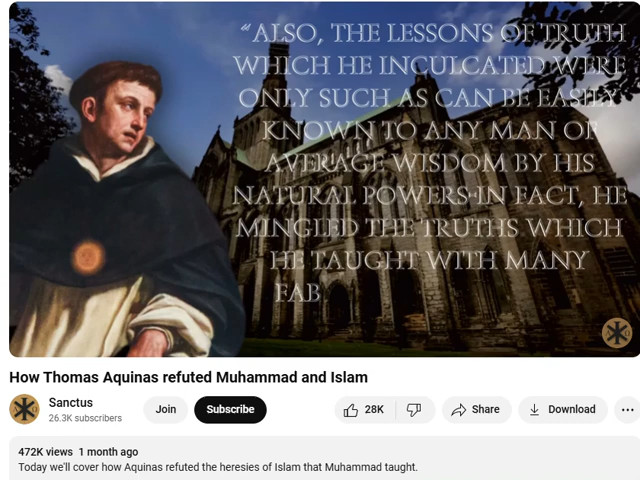 “ALSO, THE LESSONS OF TRUTH
WHICH HE INCULCATED WERE
ONLY SUCH AS CAN BE EASILY
KNOWN TO ANY MAN OF
AVERAGE WISDOM BY HIS
NATURAL POWERS-IN FACT, HE
MINGLED THE TRUTHS WHICH
HE TAUGHT WITH MANY
FAB
How Thomas Aquinas refuted Muhammad and Islam
Sanctus
26.3K subscribers
Join
Subscribe
28K
Share
Download
472K views 1 month ago
Today we'll cover how Aquinas refuted the heresies of Islam that Muhammad taught.